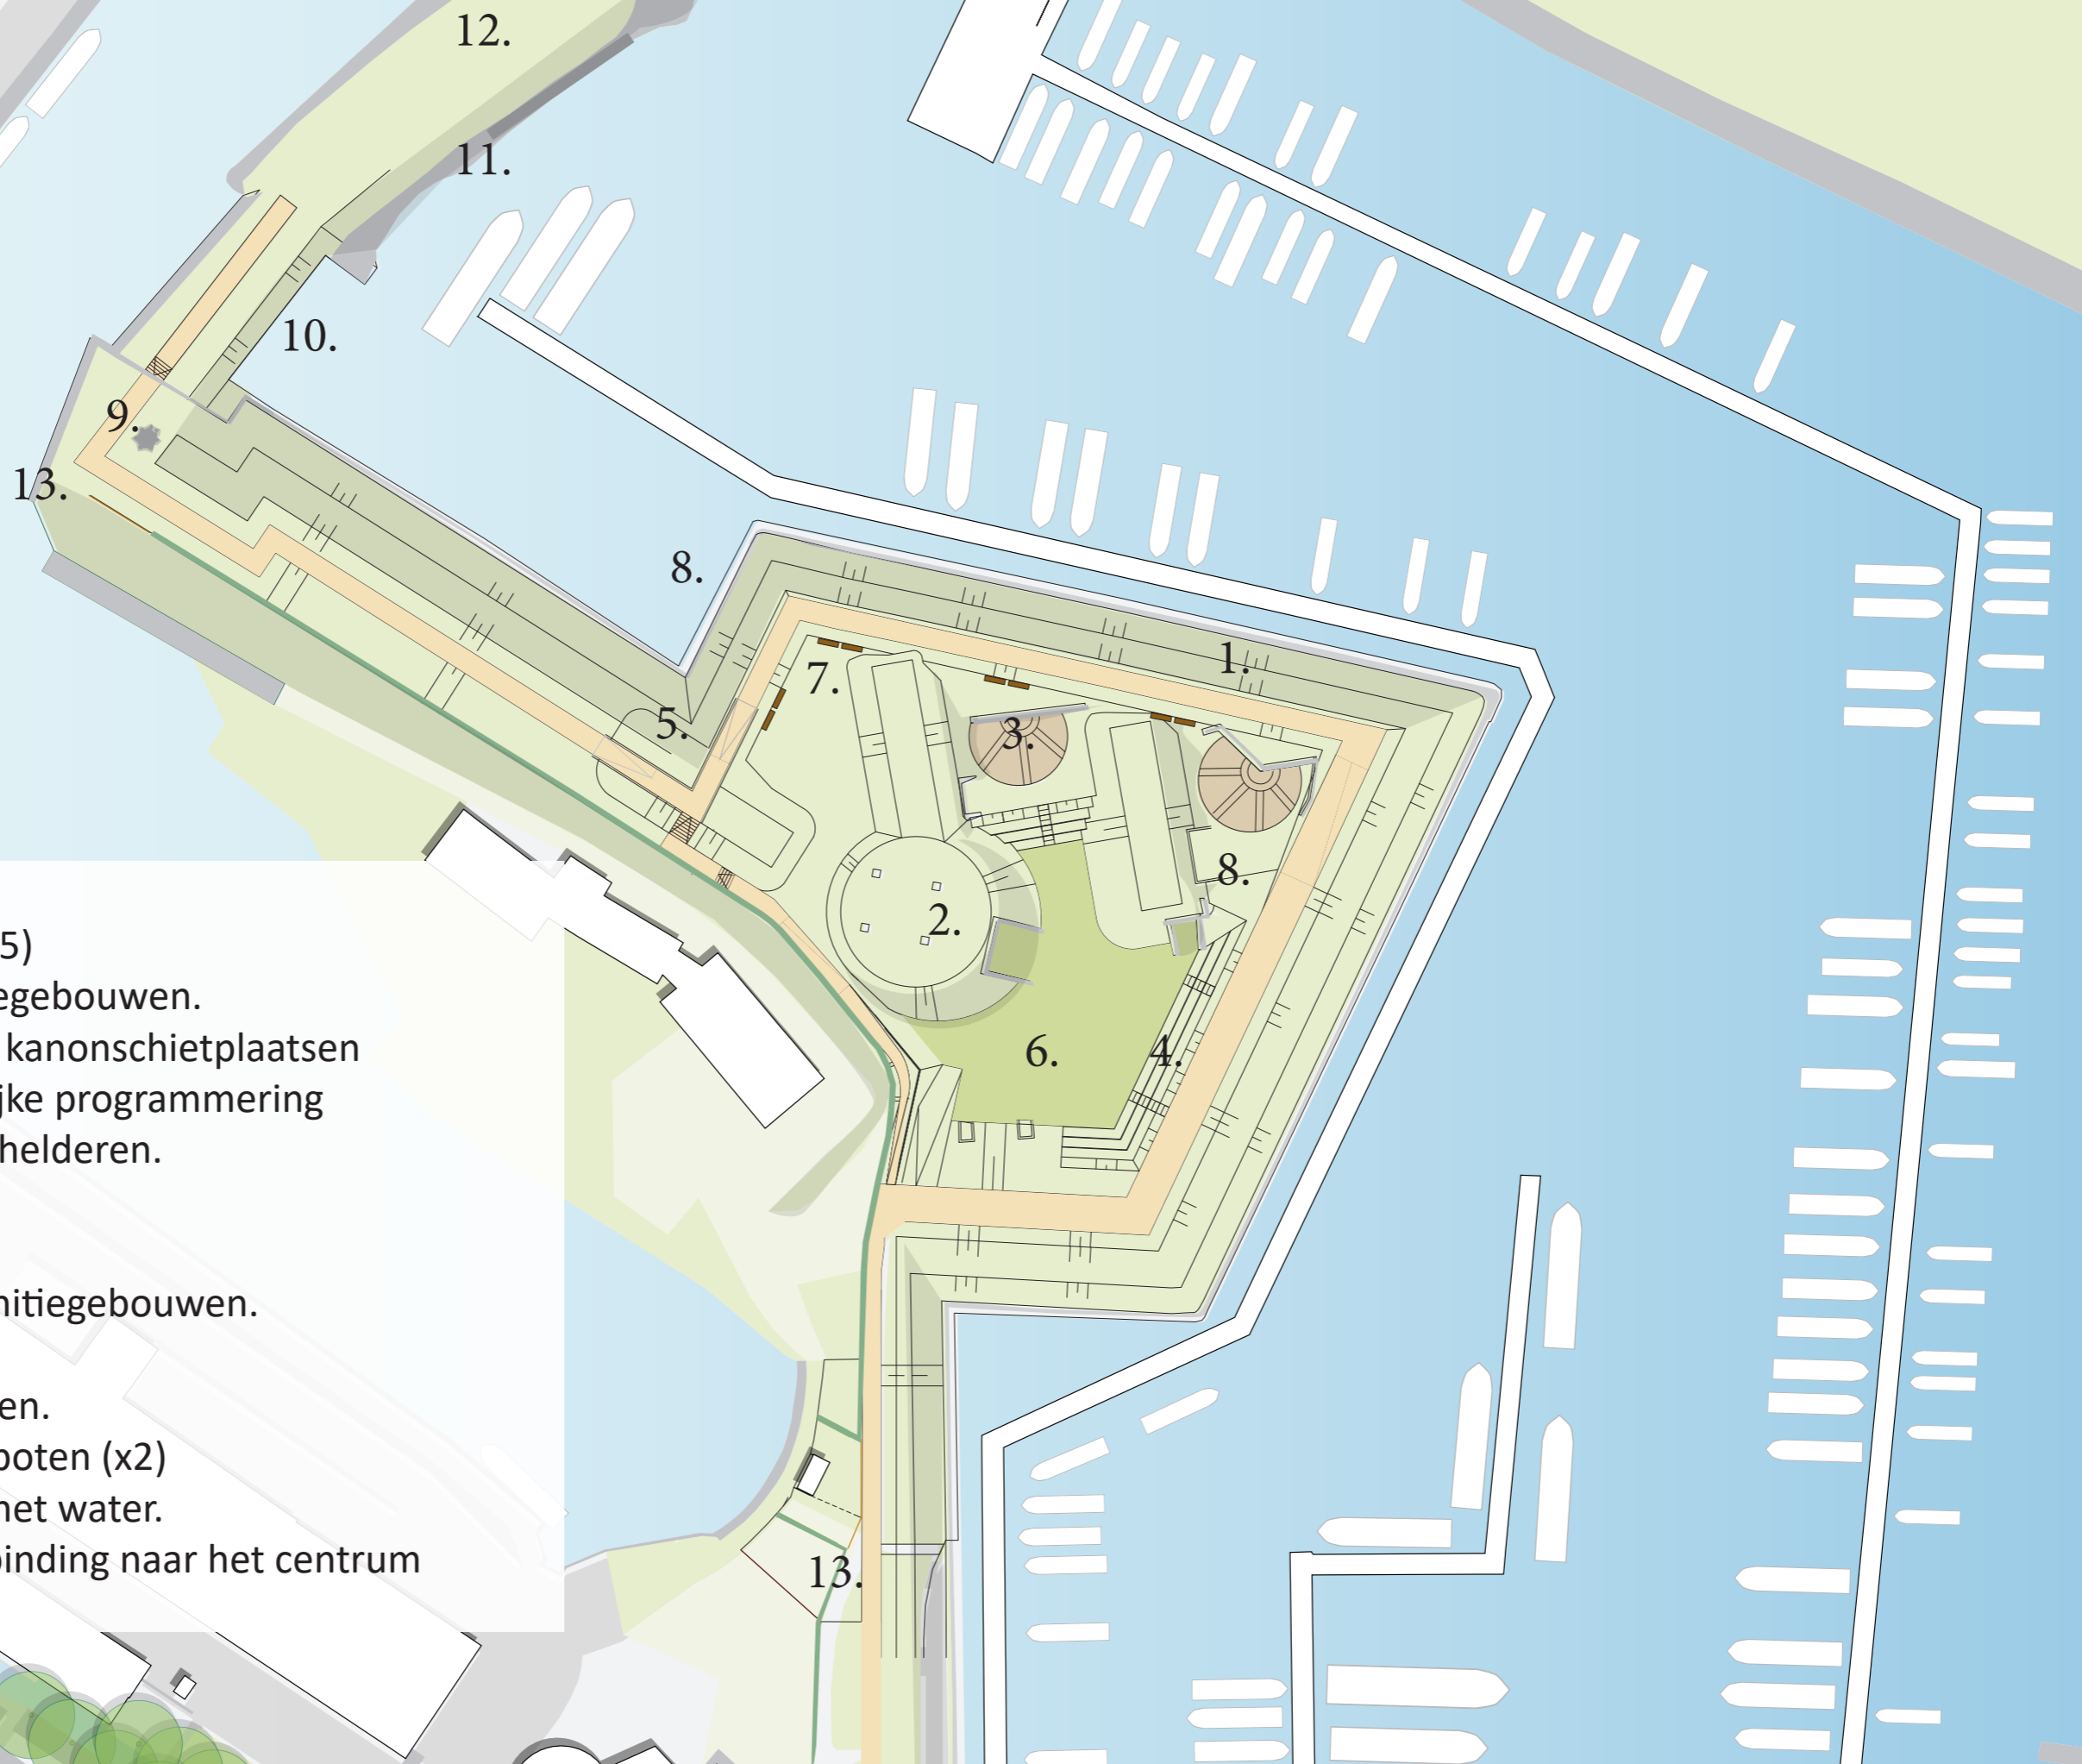 12.
11.
10.
9.
13.
8.
1.
7.
5.
3.
8.
2.
6.
4.
13.
5)
egebouwen.
kanonschietplaatsen
jke programmering
helderen.
nitiegebouwen.
en.
poten (x2)
het water.
binding naar het centrum